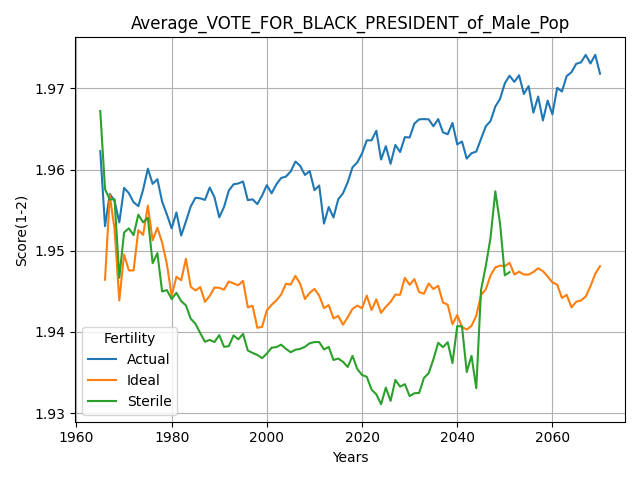 Average_VOTE_FOR_BLACK_PRESIDENT_of_Male_Pop
Score(1-2)
1.97
1.96
1.95
1.94
1.93
Fertility
Actual
Ideal
Sterile
1960
1980
2000
2020
2040
2060
Years